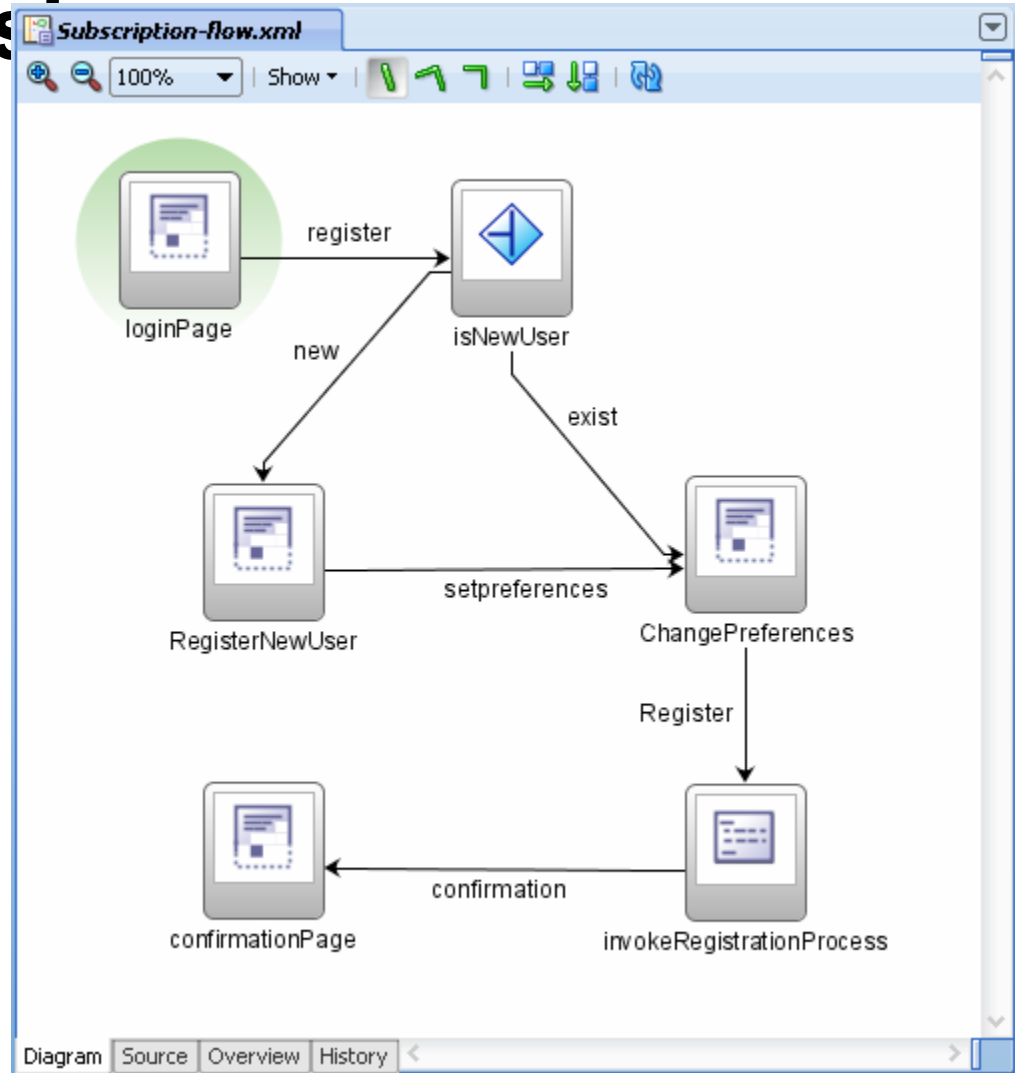 s
Subscription-flow.xml
100% Show
register
loginPage
isNewUser
new
exist
setpreferences
RegisterNewUser
ChangePreferences
Register
confirmation
confirmationPage
invokeRegistrationProcess
Diagram Source Overview History